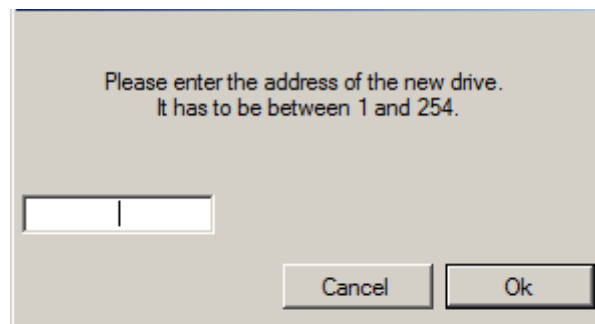 Please enter the address of the new drive.
It has to be between 1 and 254.
Cancel
Ok